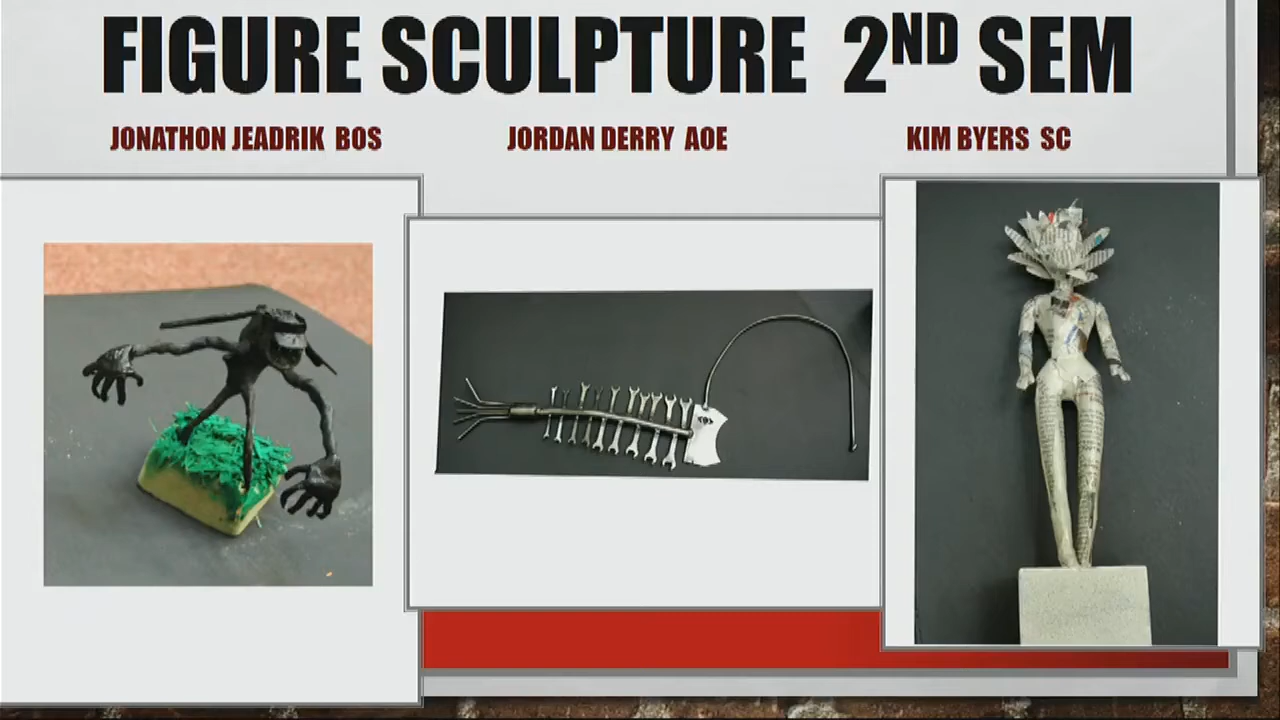 FIGURE SCULPTURE 2ND SEM
JONATHON JEADRIK BOS
JORDAN DERRY AOE
KIM BYERS SC